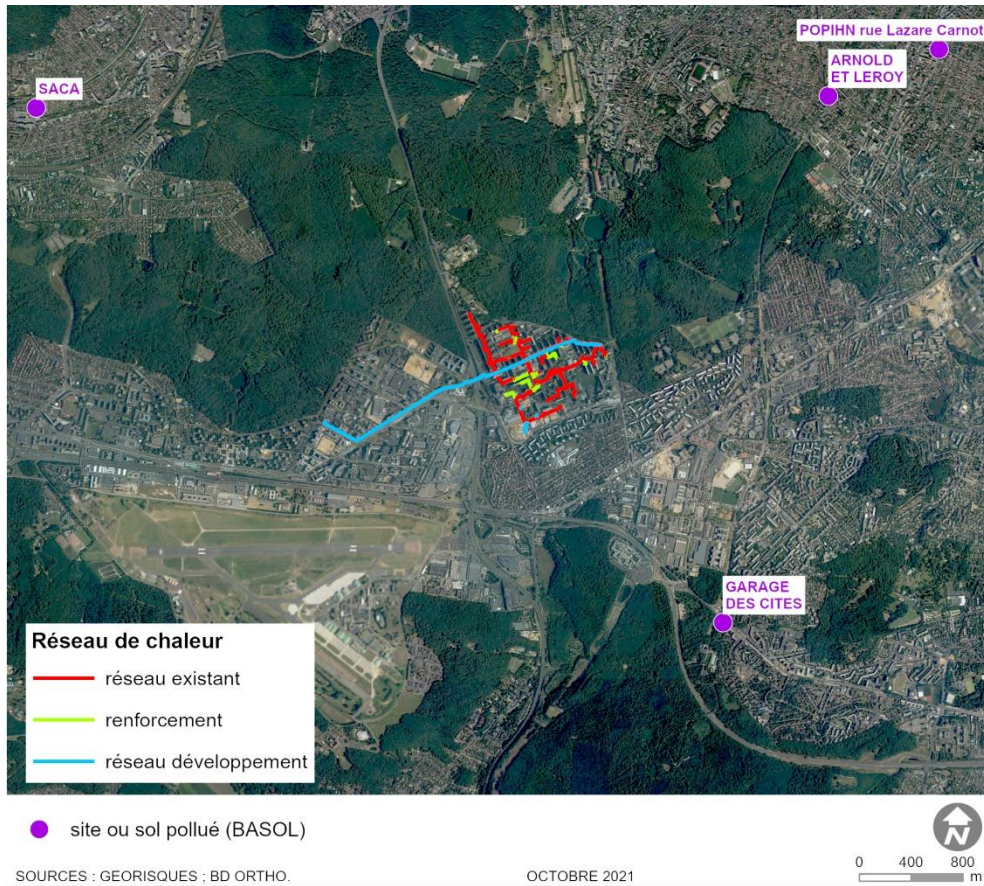 POPIHN rue Lazare Carnot
ARNOLD
ET LEROY
SACA
GARAGE
DES CITES
Réseau de chaleur
réseau existant
renforcement
réseau développement
site ou sol pollué (BASOL)
N
SOURCES : GEORISQUES ; BD ORTHO.
OCTOBRE 2021
0 400 800
m